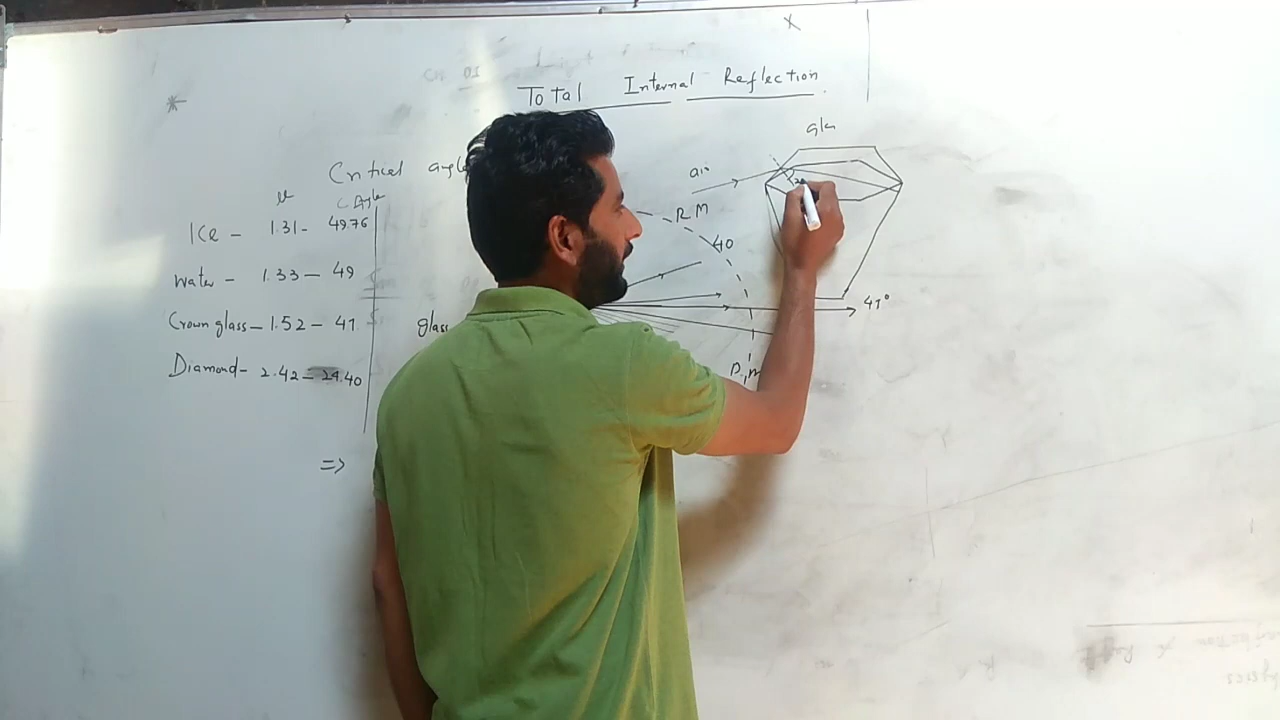 Total Internal Reflection
Critical angle
air
R M
μ
C Angle
Ice - 1.31 - 49.76
40
water - 1.33 - 49
Crown glass - 1.52 - 41
glass
41°
Diamond - 2.42 = 24.40
D, M
=>